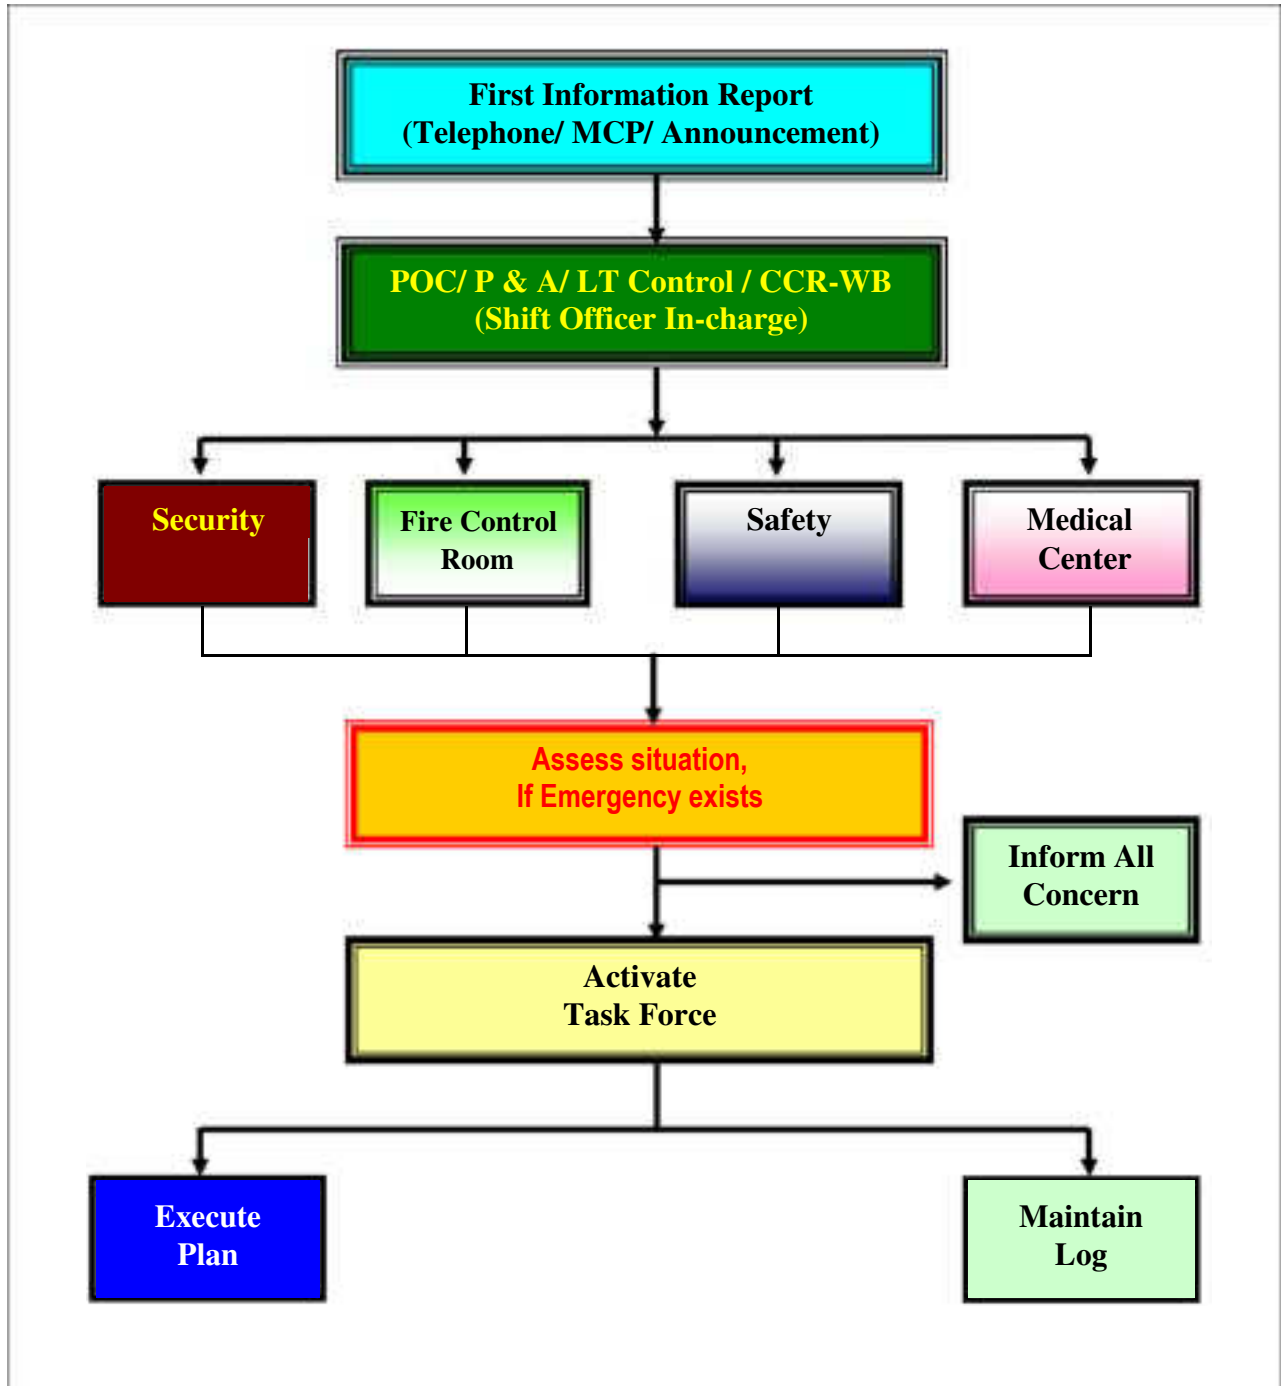 First Information Report
(Telephone/ MCP/ Announcement)
POC/ P & A/ LT Control / CCR-WB
(Shift Officer In-charge)
Security
Fire Control
Room
Safety
Medical
Center
Assess situation,
If Emergency exists
Inform All
Concern
Activate
Task Force
Execute
Plan
Maintain
Log